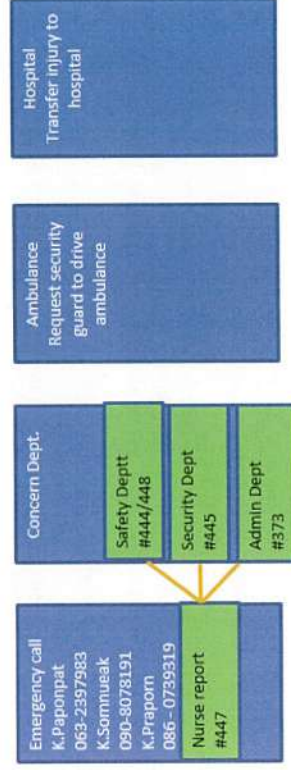 Emergency call
K.Paponpat
063-2397983
K.Somnueak
090-8078191
K.Praporn
086 - 0739319
Nurse report
#447
Concern Dept.
Safety Deptt
#444/448
Security Dept
#445
Admin Dept
#373
Ambulance
Request security
guard to drive
ambulance
Hospital
Transfer injury to
hospital